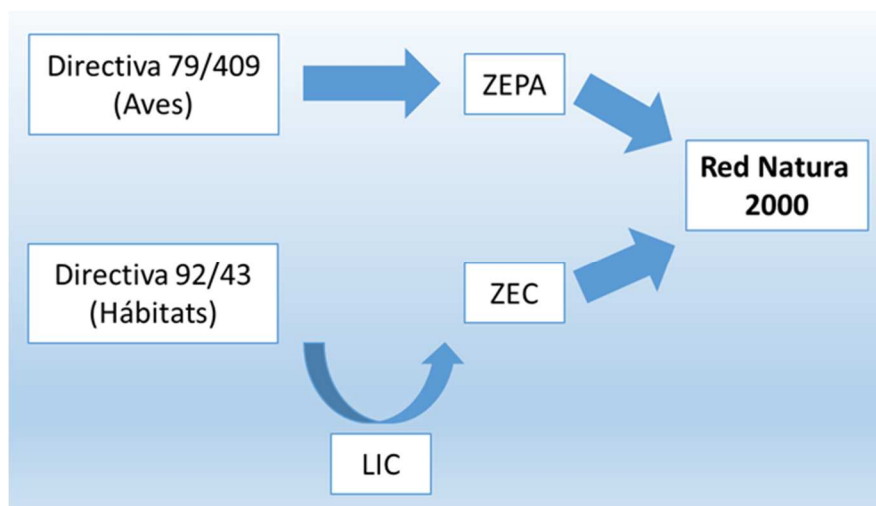 Directiva 79/409
(Aves)
ZEPA
Red Natura
2000
Directiva 92/43
(Hábitats)
ZEC
LIC